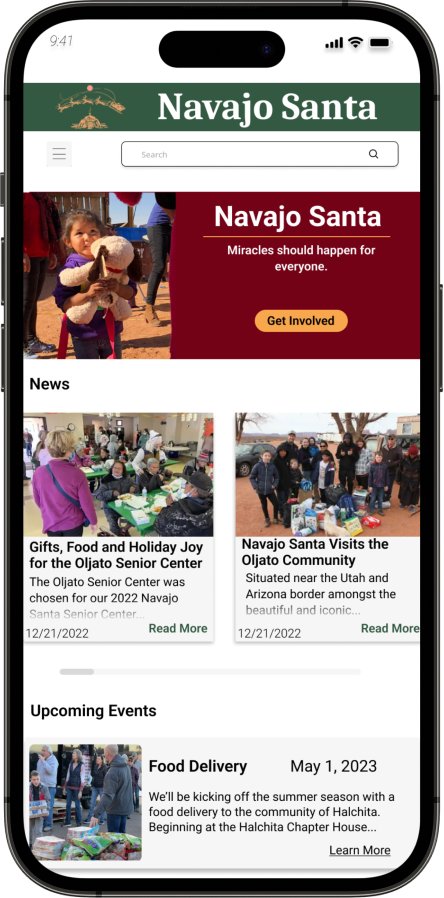 9:41
Navajo Santa
Search
Navajo Santa
Miracles should happen for
everyone.
Get Involved
News
Gifts, Food and Holiday Joy
for the Oljato Senior Center
The Oljato Senior Center was
chosen for our 2022 Navajo
Santa Senior Center...
12/21/2022
Read More
Navajo Santa Visits the
Oljato Community
Situated near the Utah and
Arizona border amongst the
beautiful and iconic...
12/21/2022
Read More
Upcoming Events
Food Delivery
May 1, 2023
We'll be kicking off the summer season with a
food delivery to the community of Halchita.
Beginning at the Halchita Chapter House...
Learn More